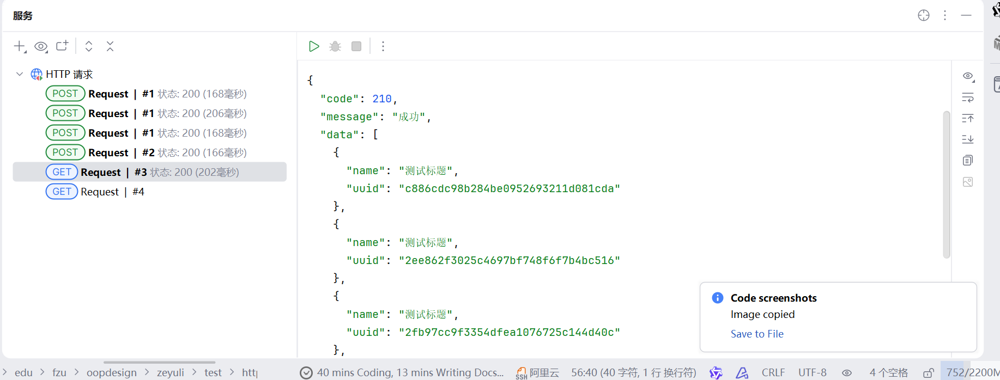 服务
HTTP 请求
POST Request | #1 状态: 200 (168毫秒)
POST Request | #1 状态: 200 (206毫秒)
POST Request | #1 状态: 200 (168毫秒)
POST Request | #2 状态: 200 (166毫秒)
GET Request | #3 状态: 200 (202毫秒)
GET Request | #4
{
"code": 210,
"message": "成功",
"data": [
{
"name": "测试标题",
"uuid": "c886cdc98b284be0952693211d081cda"
},
{
"name": "测试标题",
"uuid": "2ee862f3025c4697bf748f6f7b4bc516"
},
{
"name": "测试标题",
"uuid": "2fb97cc9f3354dfea1076725c144d40c"
},
Code screenshots
Image copied
Save to File
edu > fzu > oopdesign > zeyuli > test > http
40 mins Coding, 13 mins Writing Docs... SSH 阿里云 56:40 (40 字符, 1 行 换行符) CRLF UTF-8 4 个空格 752/2200M